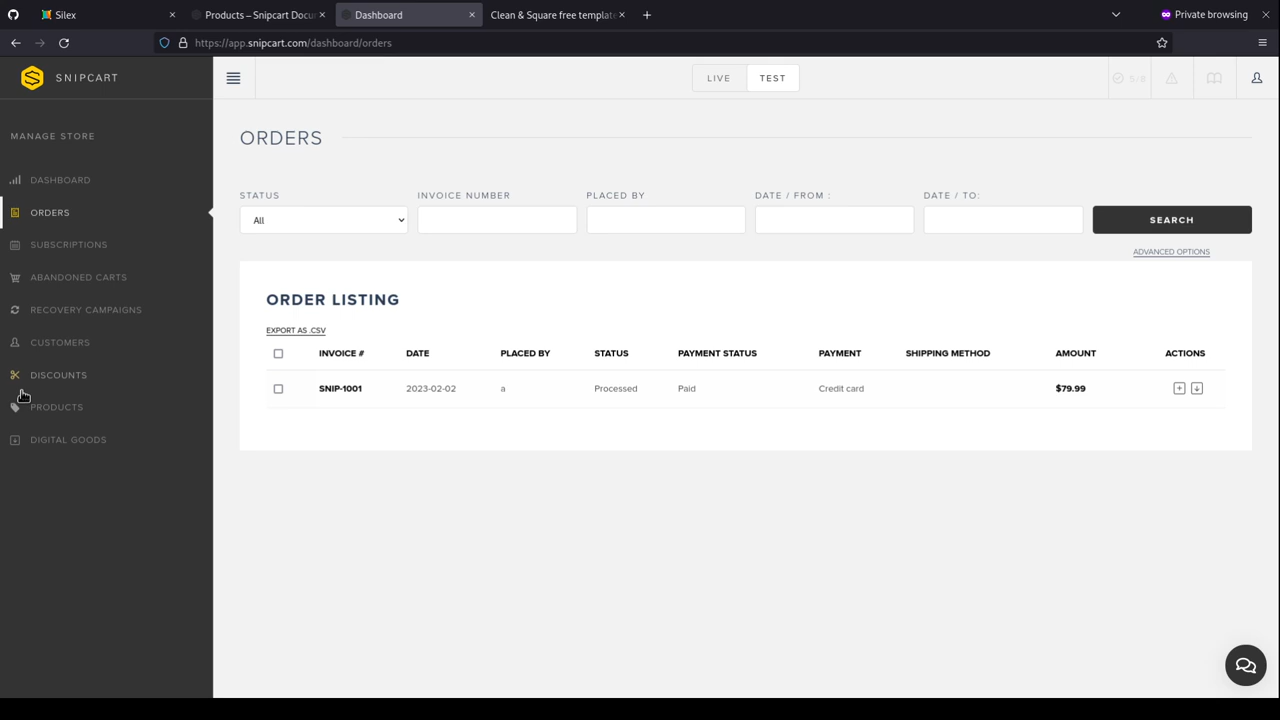 Silex
Products – Snipcart Docu
Dashboard
Clean & Square free template
Private browsing
https://app.snipcart.com/dashboard/orders
SNIPCART
LIVE
TEST
5/8
MANAGE STORE
DASHBOARD
ORDERS
SUBSCRIPTIONS
ABANDONED CARTS
RECOVERY CAMPAIGNS
CUSTOMERS
DISCOUNTS
PRODUCTS
DIGITAL GOODS
ORDERS
STATUS INVOICE NUMBER PLACED BY DATE / FROM : DATE / TO:
All
SEARCH
ADVANCED OPTIONS
ORDER LISTING
EXPORT AS .CSV
INVOICE # DATE PLACED BY STATUS PAYMENT STATUS PAYMENT SHIPPING METHOD AMOUNT ACTIONS
SNIP-1001 2023-02-02 a Processed Paid Credit card $79.99